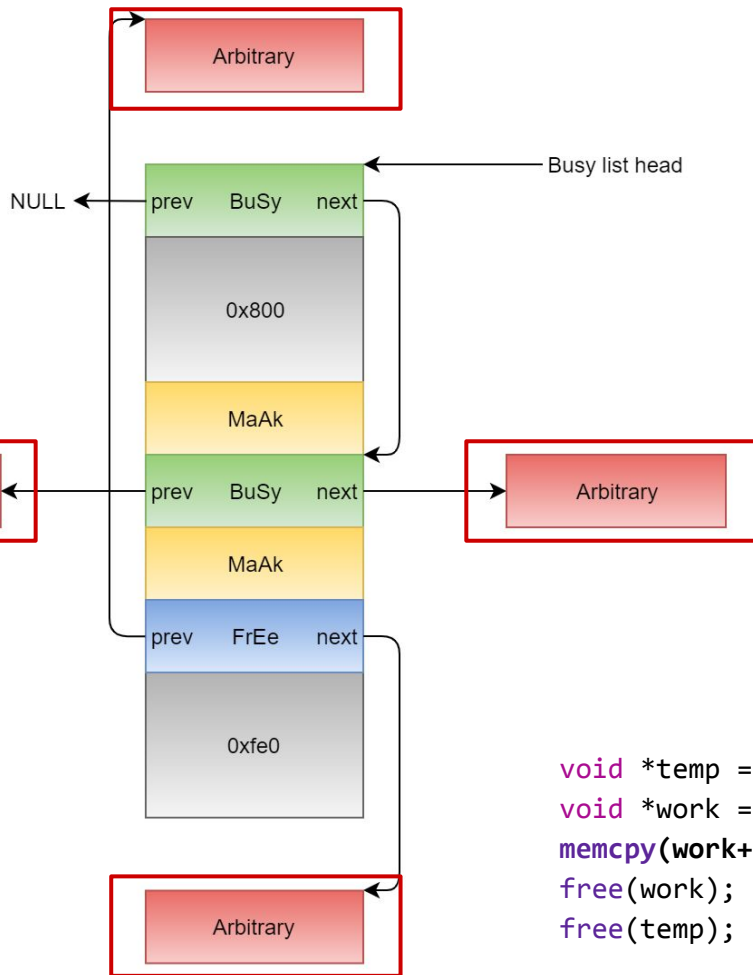 Arbitrary
Busy list head
NULL
prev BuSy next
0x800
MaAk
prev BuSy next
Arbitrary
MaAk
prev FrEe next
0xfe0
void *temp =
void *work =
memcpy(work+
free(work);
free(temp);
Arbitrary